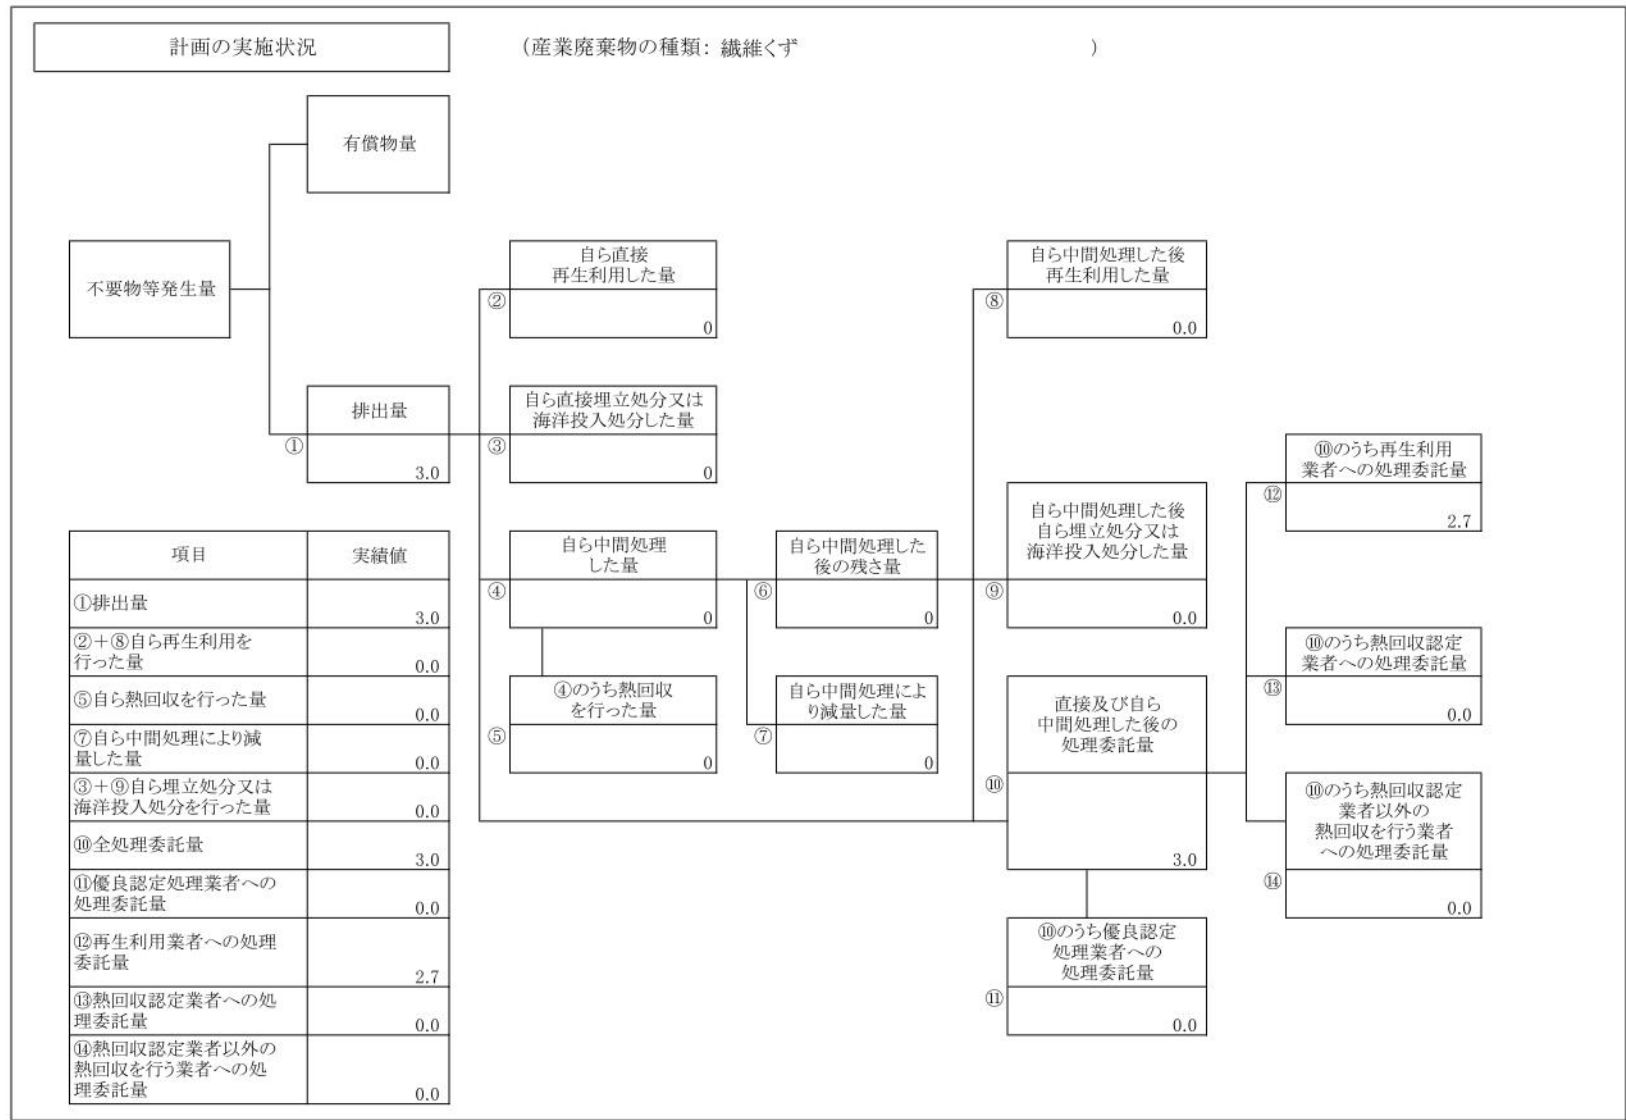 計画の実施状況
(産業廃棄物の種類: 繊維くず )
有償物量
不要物等発生量
自ら直接
再生利用した量
②
0
自ら中間処理した後
再生利用した量
⑧
0.0
排出量
①
3.0
自ら直接埋立処分又は
海洋投入処分した量
③
0
⑩のうち再生利用
業者への処理委託量
⑫
2.7
自ら中間処理
した量
④
0
自ら中間処理した
後の残さ量
⑥
0
自ら中間処理した後
自ら埋立処分又は
海洋投入処分した量
⑨
0.0
⑩のうち熱回収認定
業者への処理委託量
⑬
0.0
④のうち熱回収
を行った量
⑤
0
自ら中間処理によ
り減量した量
⑦
0
直接及び自ら
中間処理した後の
処理委託量
⑩
3.0
⑩のうち熱回収認定
業者以外の
熱回収を行う業者
への処理委託量
⑭
0.0
⑩のうち優良認定
処理業者への
処理委託量
⑪
0.0
項目 実績値
①排出量
3.0
②+⑧自ら再生利用を
行った量
0.0
⑤自ら熱回収を行った量
0.0
⑦自ら中間処理により減
量した量
0.0
③+⑨自ら埋立処分又は
海洋投入処分を行った量
0.0
⑩全処理委託量
3.0
⑪優良認定処理業者への
処理委託量
0.0
⑫再生利用業者への処理
委託量
2.7
⑬熱回収認定業者への処
理委託量
0.0
⑭熱回収認定業者以外の
熱回収を行う業者への処
理委託量
0.0